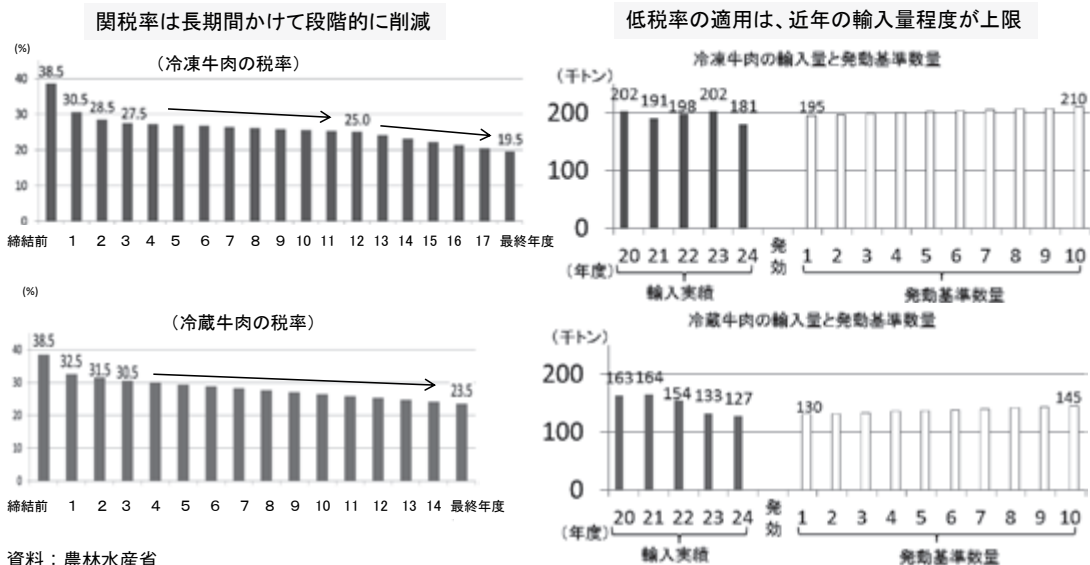 関税率は長期間かけて段階的に削減
(%)
（冷凍牛肉の税率）
40
30
20
10
0
38.5
30.5
28.5
27.5
25.0
19.5
締結前 1 2 3 4 5 6 7 8 9 10 11 12 13 14 15 16 17 最終年度
(%)
（冷蔵牛肉の税率）
40
30
20
10
0
38.5
32.5
31.5
30.5
23.5
締結前 1 2 3 4 5 6 7 8 9 10 11 12 13 14 最終年度
資料：農林水産省
低税率の適用は、近年の輸入量程度が上限
冷凍牛肉の輸入量と発動基準数量
（千トン）
200
100
0
202 191 198 202 181
195
210
（年度）
20 21 22 23 24
発効
1 2 3 4 5 6 7 8 9 10
輸入実績
発動基準数量
冷蔵牛肉の輸入量と発動基準数量
（千トン）
200
100
0
163 164 154 133 127
130
145
（年度）
20 21 22 23 24
発効
1 2 3 4 5 6 7 8 9 10
輸入実績
発動基準数量